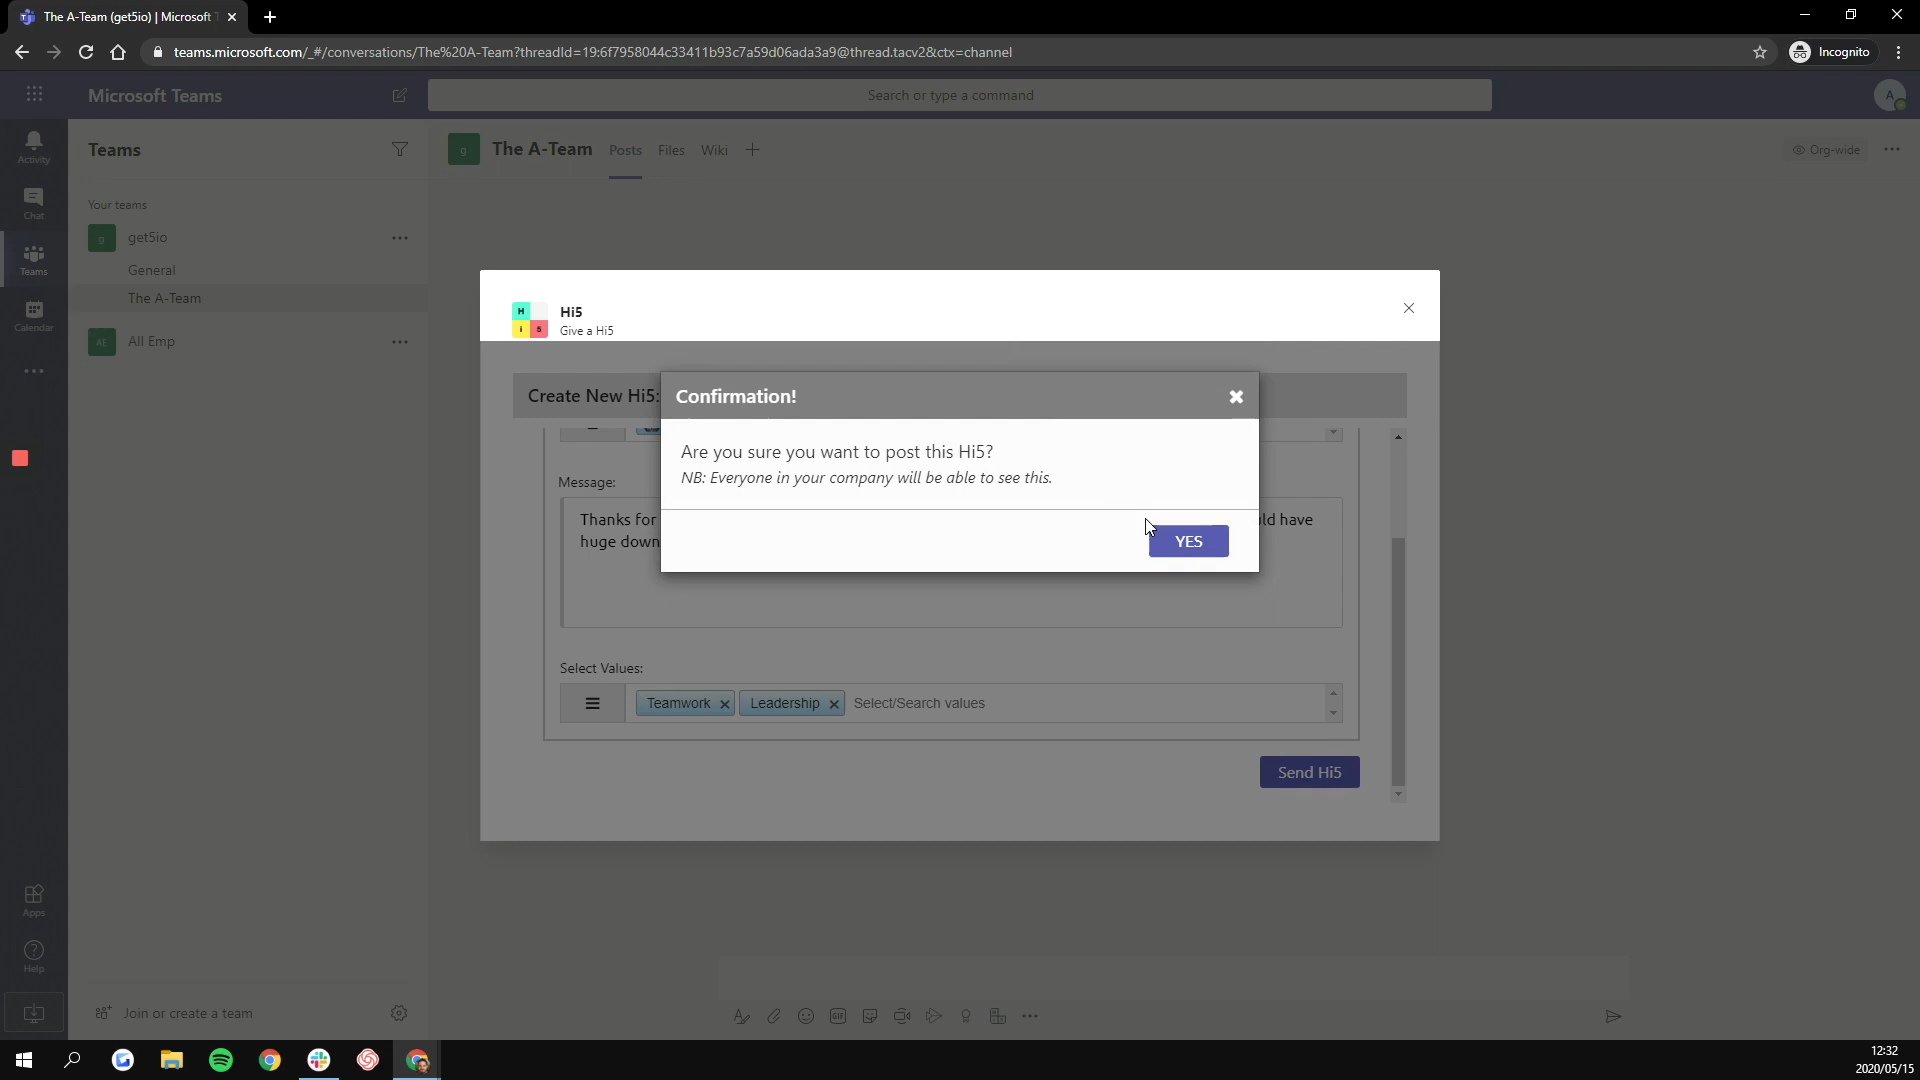 The A-Team (get5io) | Microsoft T
teams.microsoft.com/_#/conversations/The%20A-Team?threadId=19:6f7958044c33411b93c7a59d06ada3a9@thread.tacv2&ctx=channel
Incognito
Microsoft Teams
Search or type a command
A
Activity
Chat
Teams
Calendar
Apps
Help
Teams
Your teams
g
get5io
General
The A-Team
AE
All Emp
Join or create a team
g
The A-Team
Posts
Files
Wiki
Org-wide
H
i 5
Hi5
Give a Hi5
Create New Hi5:
Confirmation!
Are you sure you want to post this Hi5?
NB: Everyone in your company will be able to see this.
YES
Message:
Thanks for
ld have
huge down
Select Values:
Teamwork
Leadership
Select/Search values
Send Hi5
GIF
12:32
2020/05/15